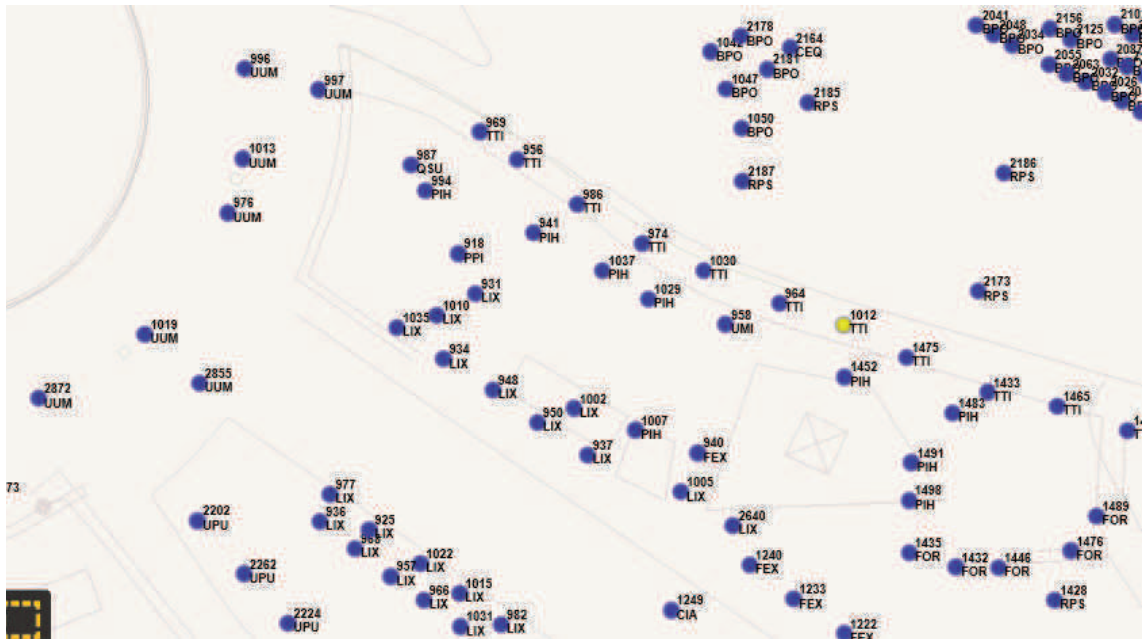 2041
BPO
2048
BPO
2034
BPO
2156
BPO
2125
BPO
2178
BPO
1042
BPO
2164
CEQ
2181
BPO
2055
2063
BPO
2032
996
UUM
997
UUM
1047
BPO
2185
RPS
1050
BPO
969
TTI
956
TTI
1013
UUM
987
QSU
994
PIH
2187
RPS
2186
RPS
976
UUM
986
TTI
941
PIH
974
TTI
918
PPI
1037
PIH
1030
TTI
1029
PIH
931
LIX
2173
RPS
1010
LIX
1035
LIX
964
TTI
958
UMI
1012
TTI
1019
UUM
934
LIX
1475
TTI
1452
PIH
2855
UUM
2872
UUM
948
LIX
1433
TTI
1002
LIX
1483
PIH
1465
TTI
950
LIX
1007
PIH
937
LIX
940
FEX
1491
PIH
73
977
LIX
1005
LIX
1498
PIH
2202
UPU
936
LIX
925
LIX
2640
LIX
1489
FOR
LIX
1022
LIX
1435
FOR
1476
FOR
2262
UPU
957
LIX
1240
FEX
1432
FOR
1446
FOR
966
LIX
1015
LIX
1249
CIA
1233
FEX
1428
RPS
2224
UPU
1031
LIX
982
LIX
1222
FEX